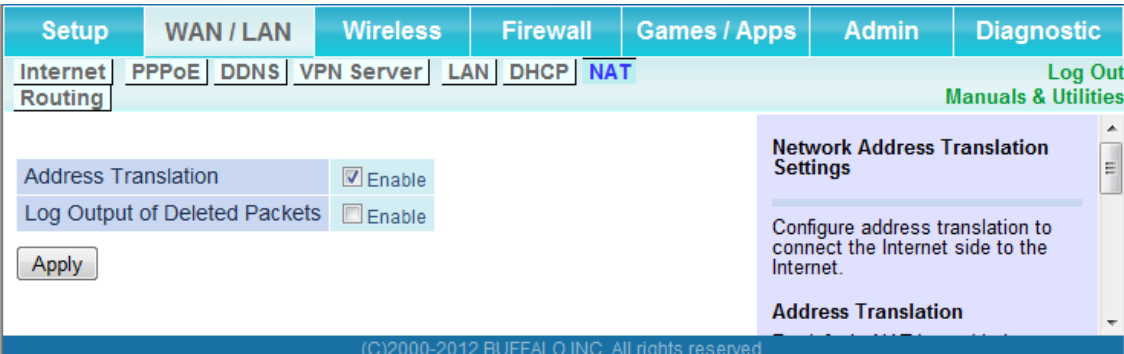 Setup WAN / LAN Wireless Firewall Games / Apps Admin Diagnostic
Internet PPPoE DDNS VPN Server LAN DHCP NAT
Routing
Log Out
Manuals & Utilities
Address Translation Enable
Log Output of Deleted Packets Enable
Apply
Network Address Translation
Settings
Configure address translation to
connect the Internet side to the
Internet.
Address Translation
(C)2000-2012 BUFFALO INC. All rights reserved.